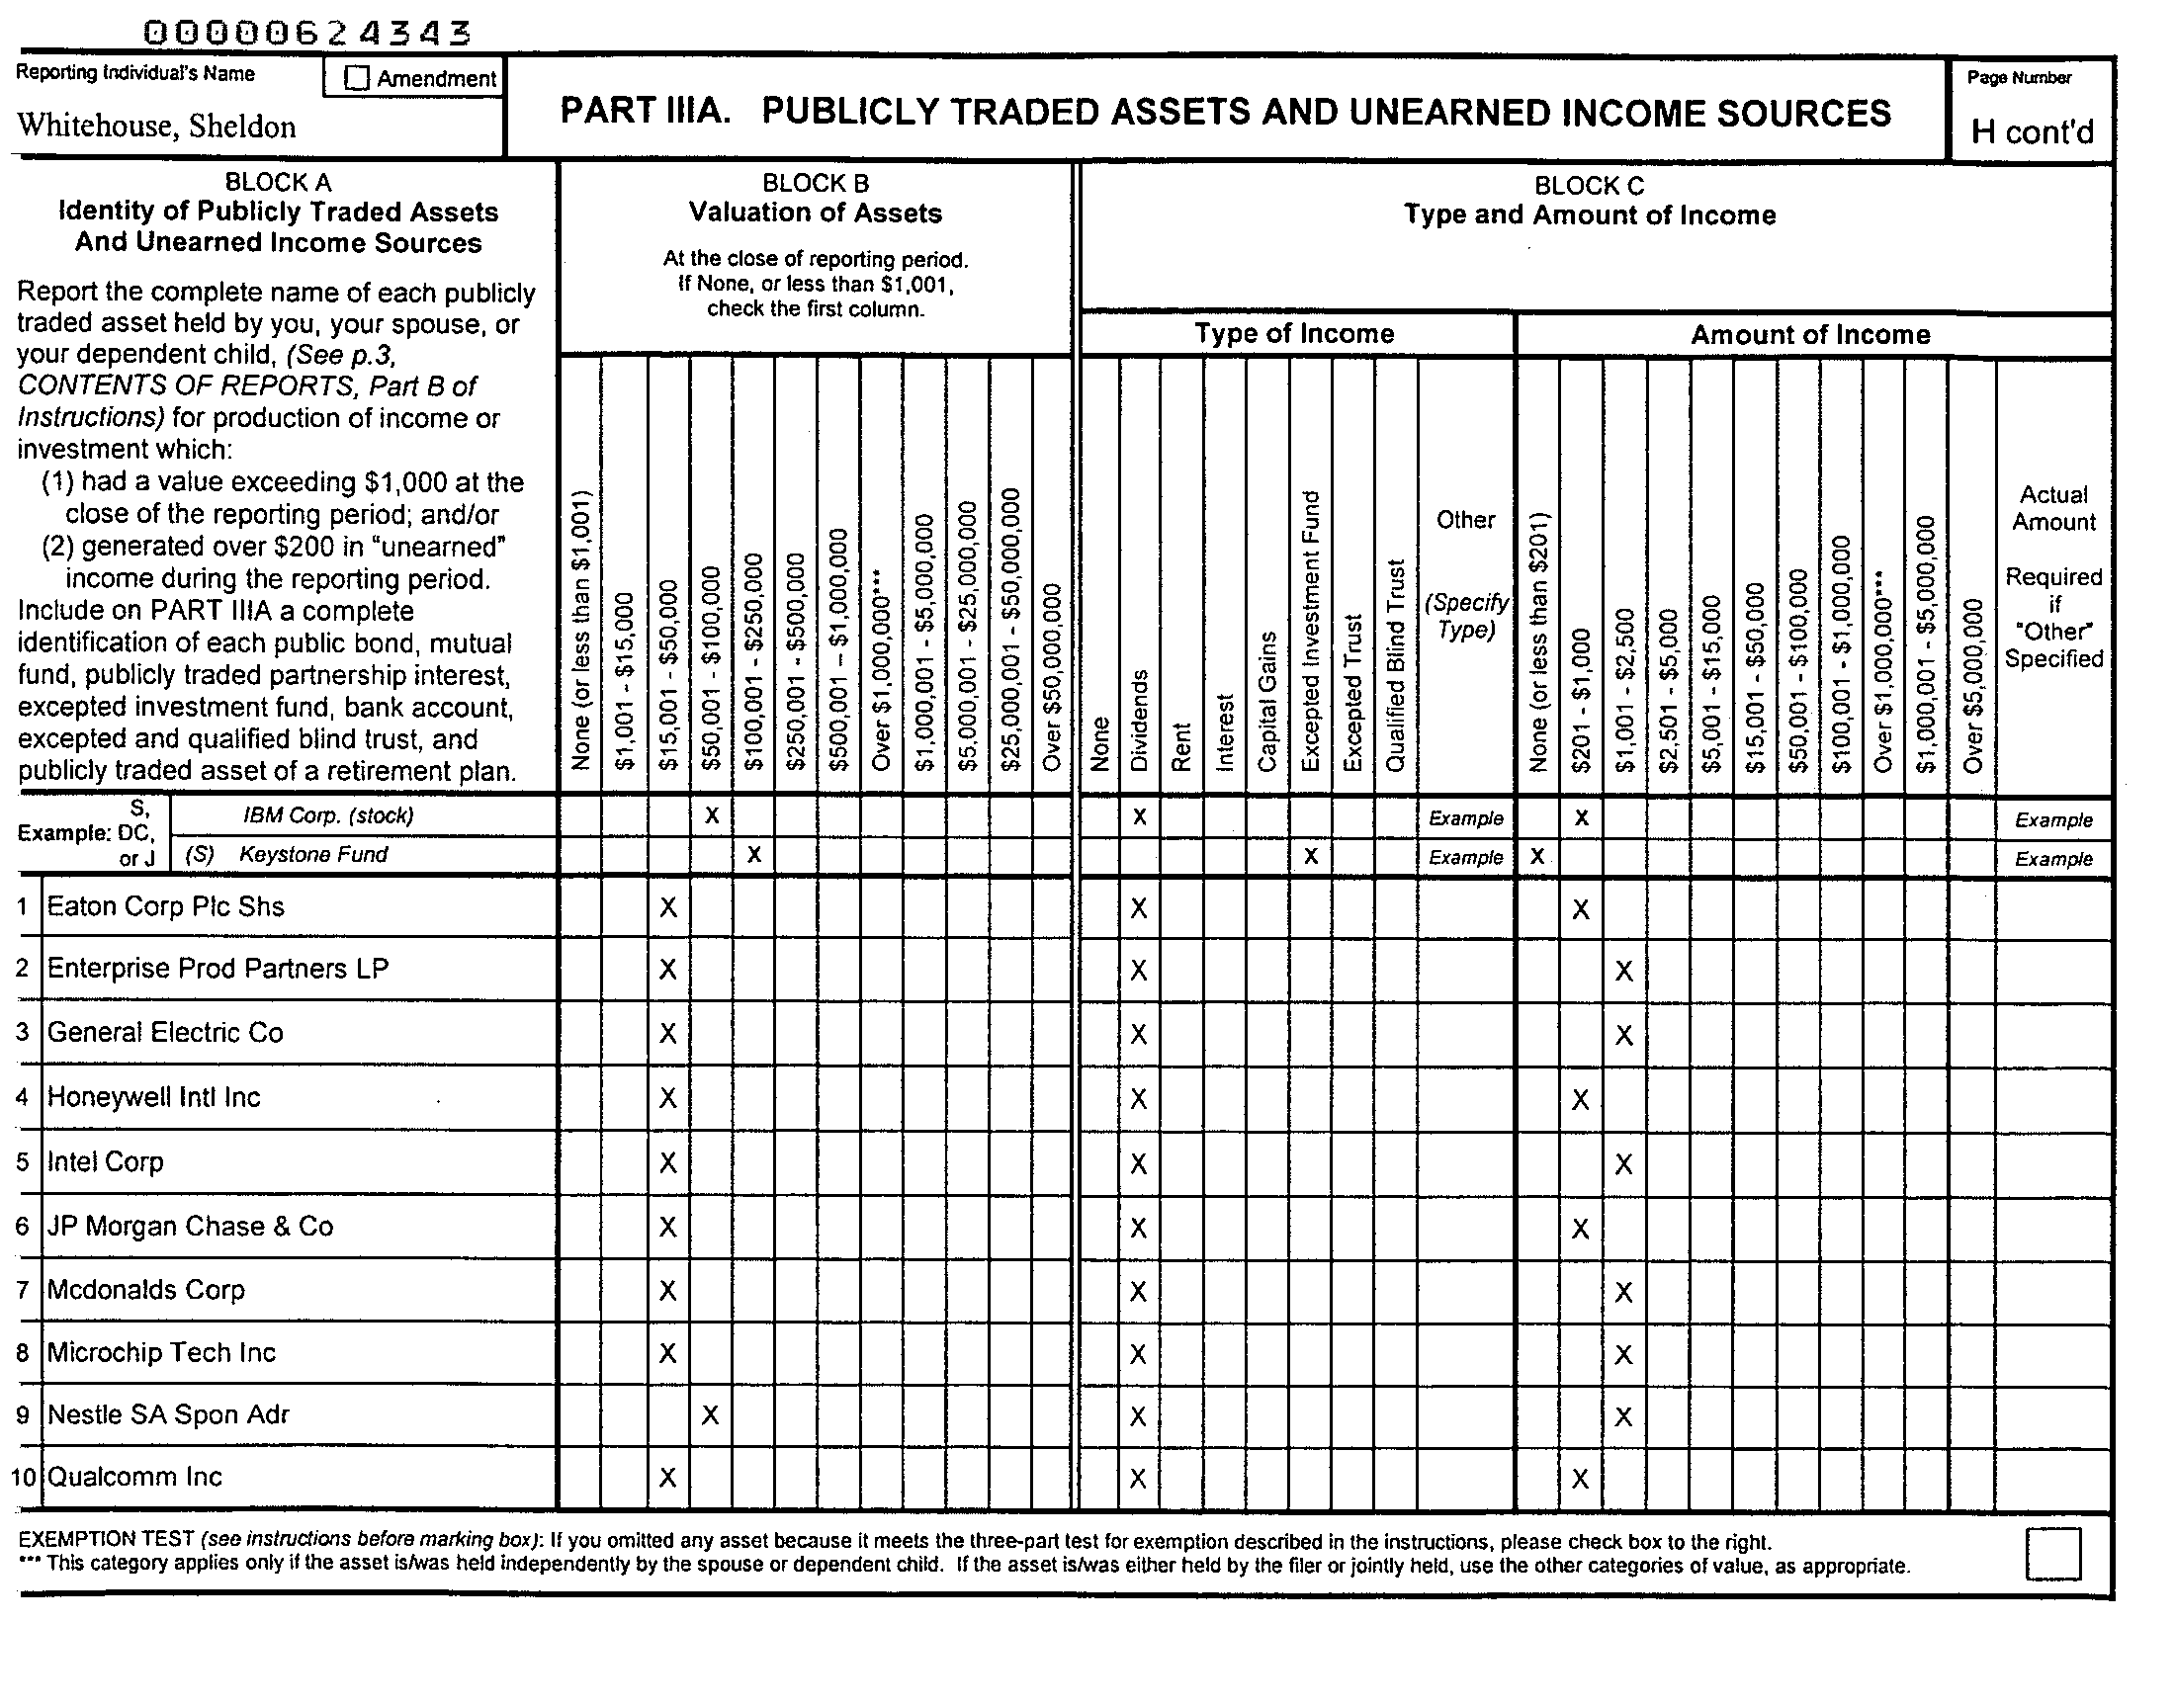 00000624343
Reporting Individual's Name
Amendment
Whitehouse, Sheldon
PART IIIA. PUBLICLY TRADED ASSETS AND UNEARNED INCOME SOURCES
Page Number
H cont'd
BLOCK A
Identity of Publicly Traded Assets
And Unearned Income Sources
Report the complete name of each publicly
traded asset held by you, your spouse, or
your dependent child, (See p.3,
CONTENTS OF REPORTS, Part B of
Instructions) for production of income or
investment which:
(1) had a value exceeding $1,000 at the
close of the reporting period; and/or
(2) generated over $200 in "unearned"
income during the reporting period.
Include on PART IIIA a complete
identification of each public bond, mutual
fund, publicly traded partnership interest,
excepted investment fund, bank account,
excepted and qualified blind trust, and
publicly traded asset of a retirement plan.
BLOCK B
Valuation of Assets
At the close of reporting period.
If None, or less than $1,001,
check the first column.
None (or less than $1,001)
$1,001 - $15,000
$15,001 - $50,000
$50,001 - $100,000
$100,001 - $250,000
$250,001 - $500,000
$500,001 - $1,000,000
Over $1,000,000***
$1,000,001 - $5,000,000
$5,000,001 - $25,000,000
$25,000,001 - $50,000,000
Over $50,000,000
BLOCK C
Type and Amount of Income
Type of Income
None
Dividends
Rent
Interest
Capital Gains
Excepted Investment Fund
Excepted Trust
Qualified Blind Trust
Other
(Specify
Type)
Amount of Income
None (or less than $201)
$201 - $1,000
$1,001 - $2,500
$2,501 - $5,000
$5,001 - $15,000
$15,001 - $50,000
$50,001 - $100,000
$100,001 - $1,000,000
Over $1,000,000***
$1,000,001 - $5,000,000
Over $5,000,000
Actual
Amount
Required
if
"Other"
Specified
S,
Example: DC,
or J
IBM Corp. (stock) X X Example X Example
(S) Keystone Fund X X Example X Example
1 Eaton Corp Plc Shs X X X
2 Enterprise Prod Partners LP X X X
3 General Electric Co X X X
4 Honeywell Intl Inc X X X
5 Intel Corp X X X
6 JP Morgan Chase & Co X X X
7 Mcdonalds Corp X X X
8 Microchip Tech Inc X X X
9 Nestle SA Spon Adr X X X
10 Qualcomm Inc X X X
EXEMPTION TEST (see instructions before marking box): If you omitted any asset because it meets the three-part test for exemption described in the instructions, please check box to the right.
*** This category applies only if the asset is/was held independently by the spouse or dependent child. If the asset is/was either held by the filer or jointly held, use the other categories of value, as appropriate.